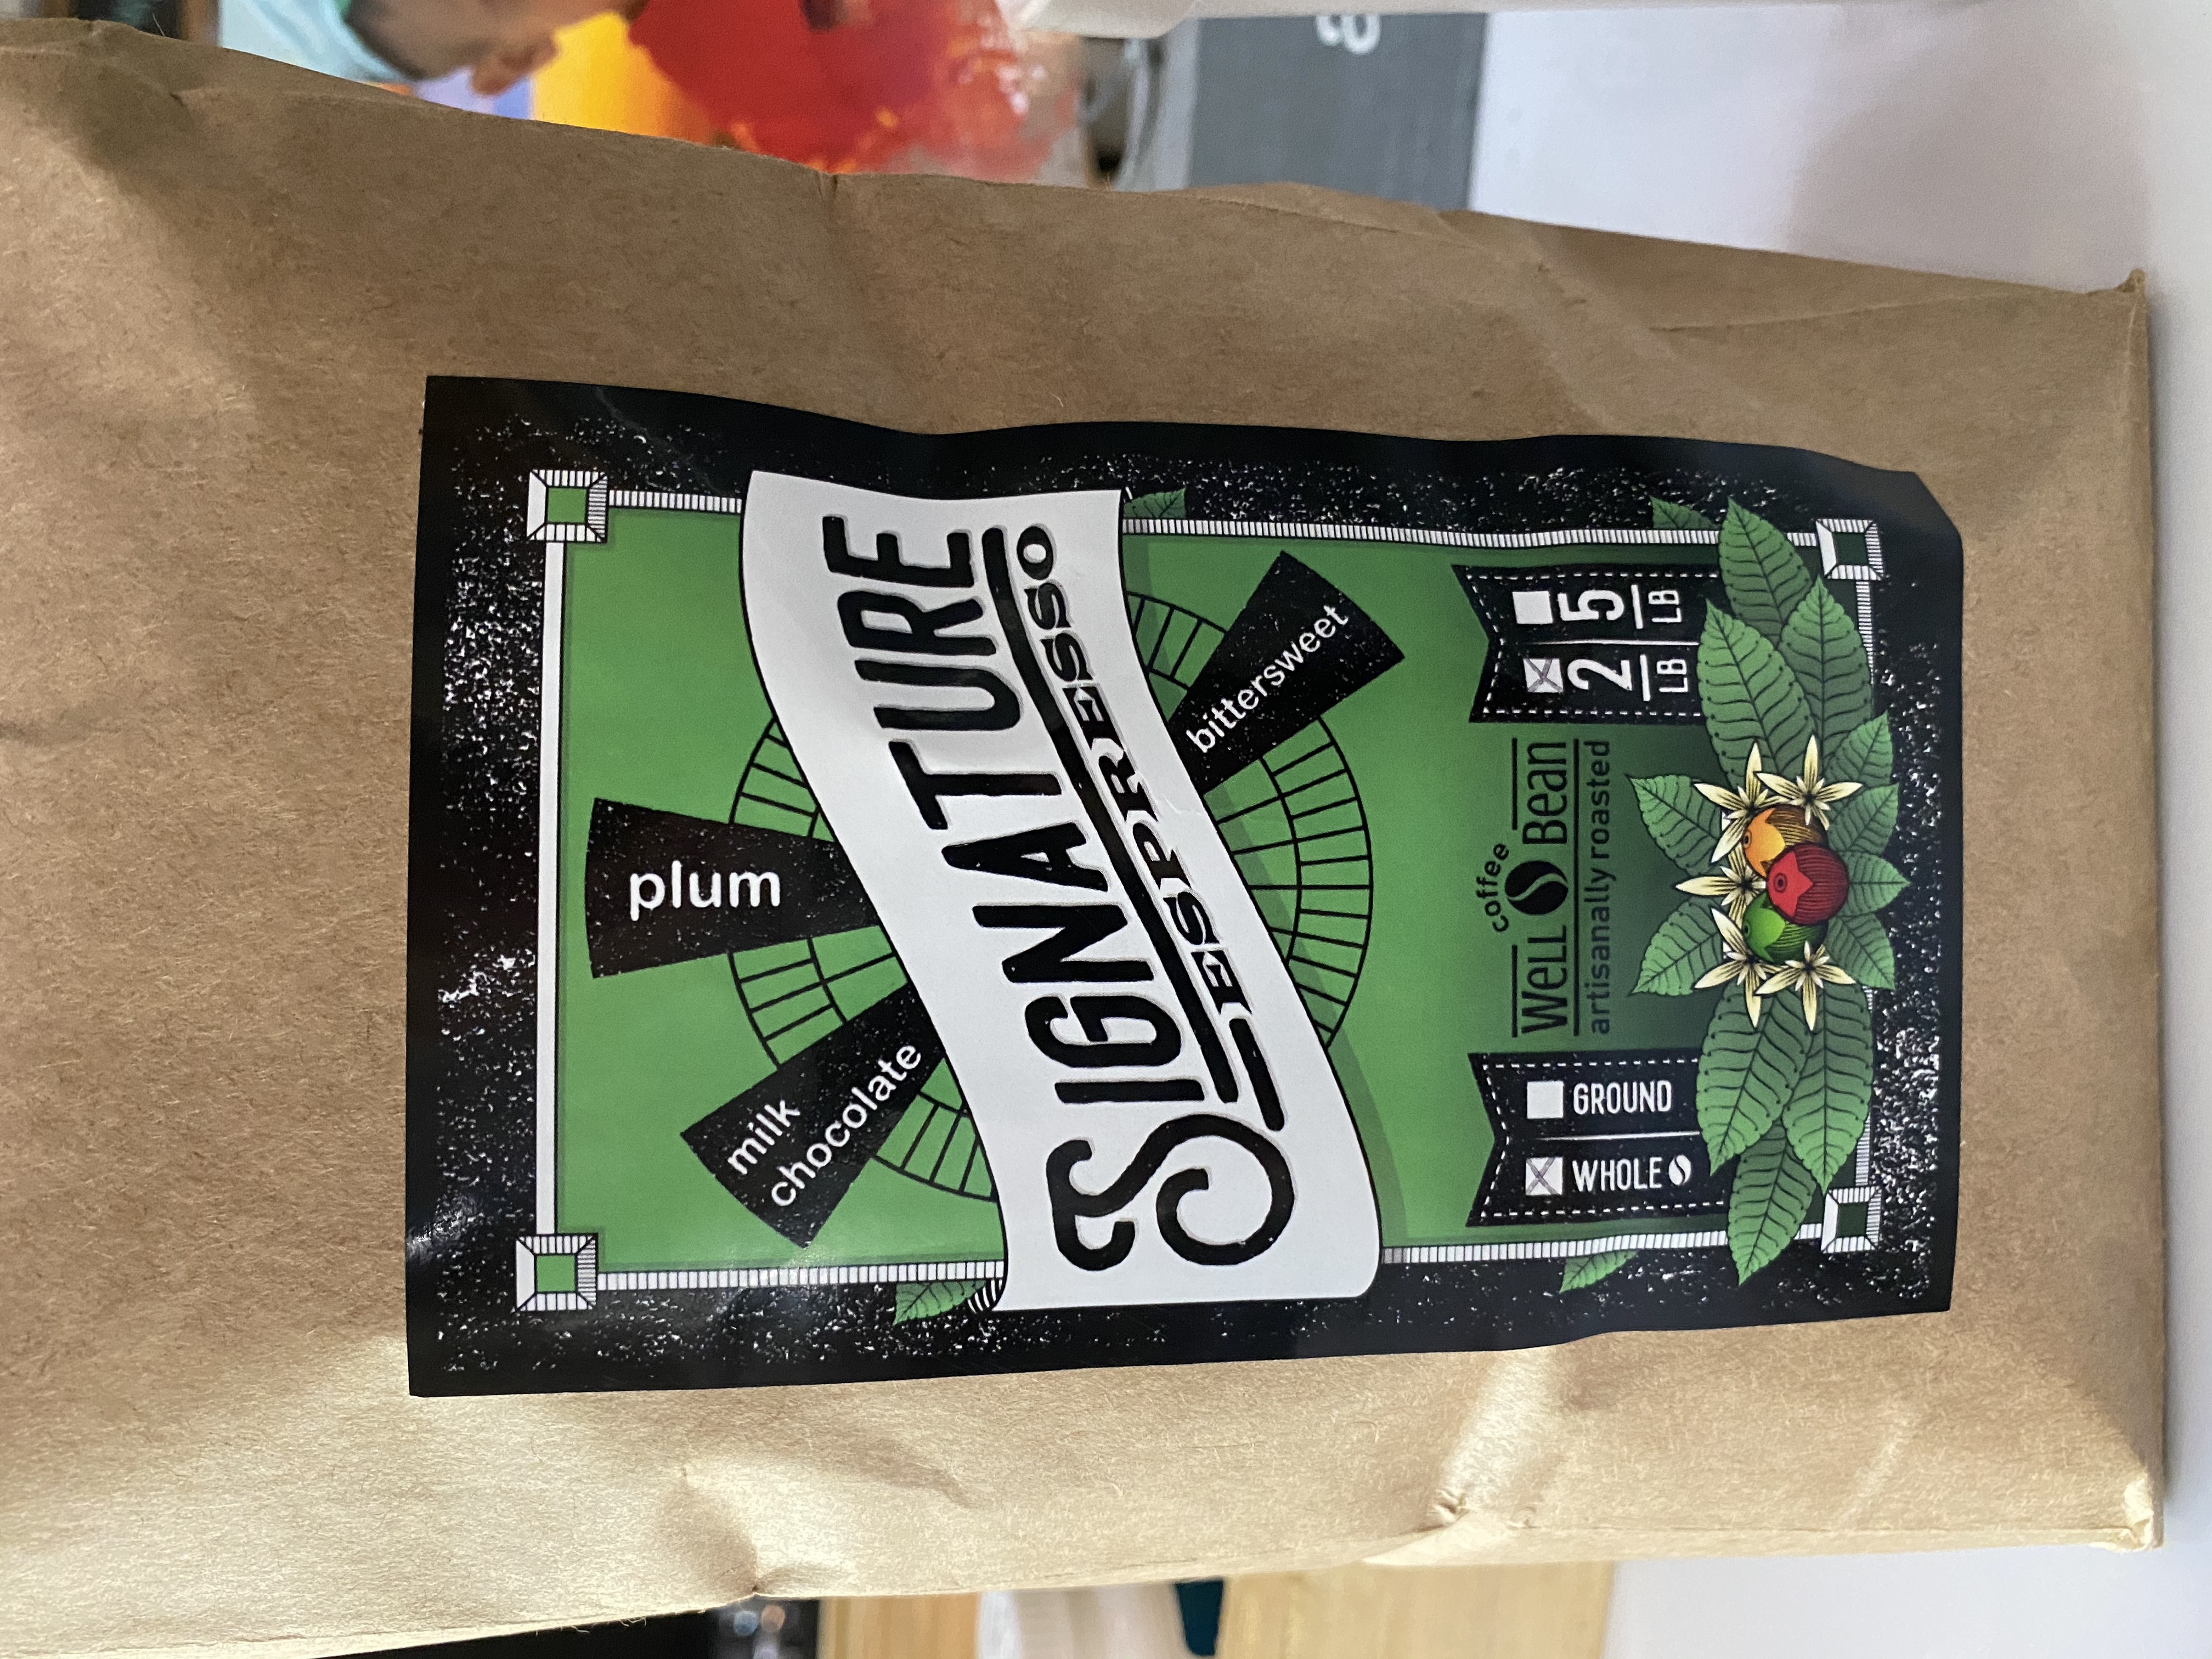 milk
chocolate
plum
SIGNATURE
ESPRESSO
bittersweet
WHOLE
GROUND
coffee
WELL BEAN
artisanally roasted
2 LB
5 LB
a